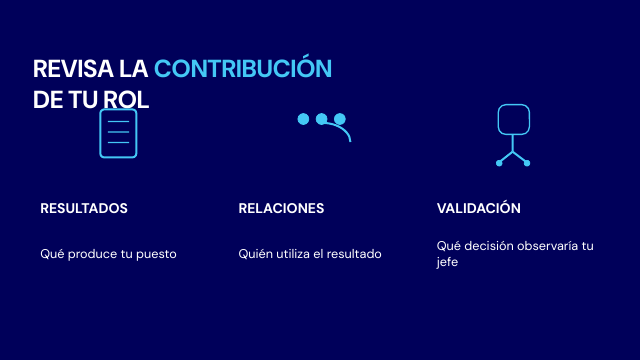 REVISA LA CONTRIBUCIÓN
DE TU ROL
RESULTADOS
Qué produce tu puesto
RELACIONES
Quién utiliza el resultado
VALIDACIÓN
Qué decisión observaría tu
jefe